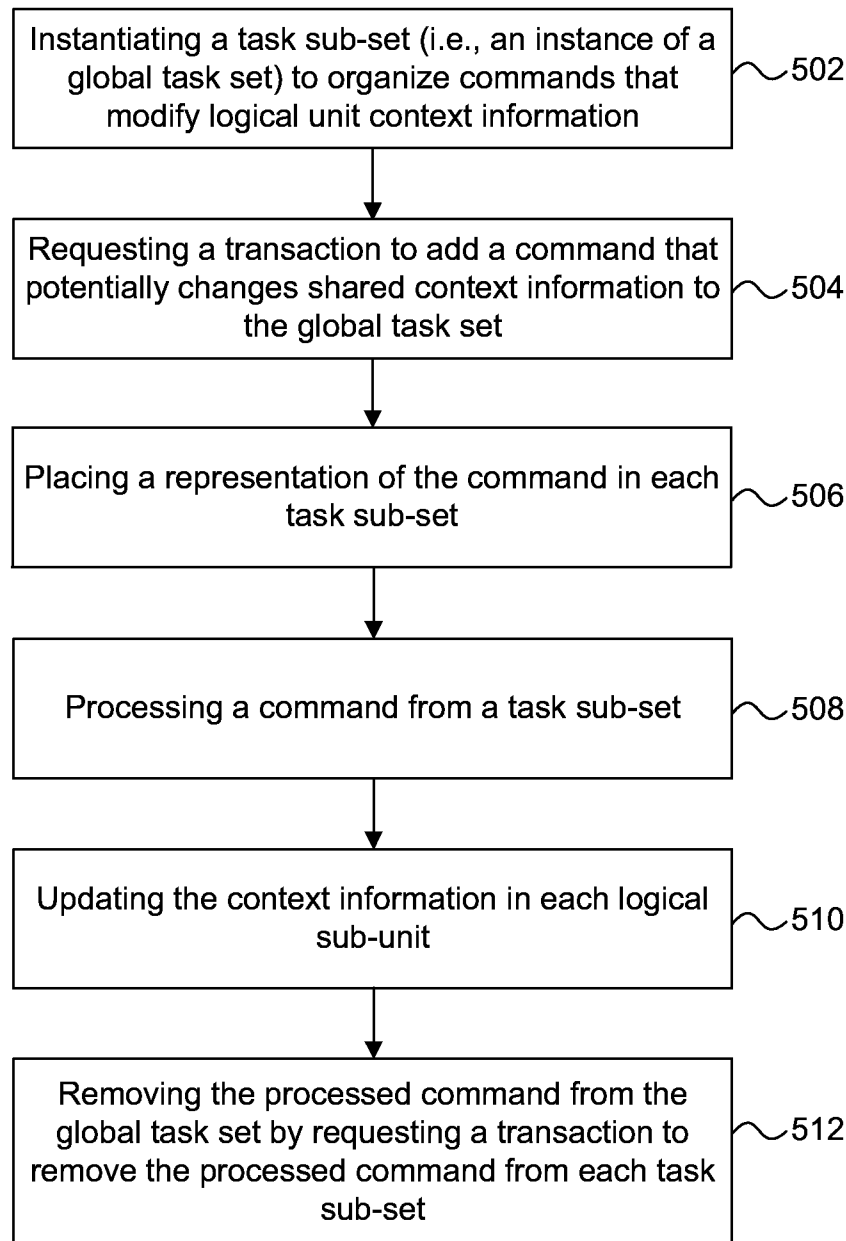 Instantiating a task sub-set (i.e., an instance of a
global task set) to organize commands that
modify logical unit context information
502
Requesting a transaction to add a command that
potentially changes shared context information to
the global task set
504
Placing a representation of the command in each
task sub-set
506
Processing a command from a task sub-set
508
Updating the context information in each logical
sub-unit
510
Removing the processed command from the
global task set by requesting a transaction to
remove the processed command from each task
sub-set
512